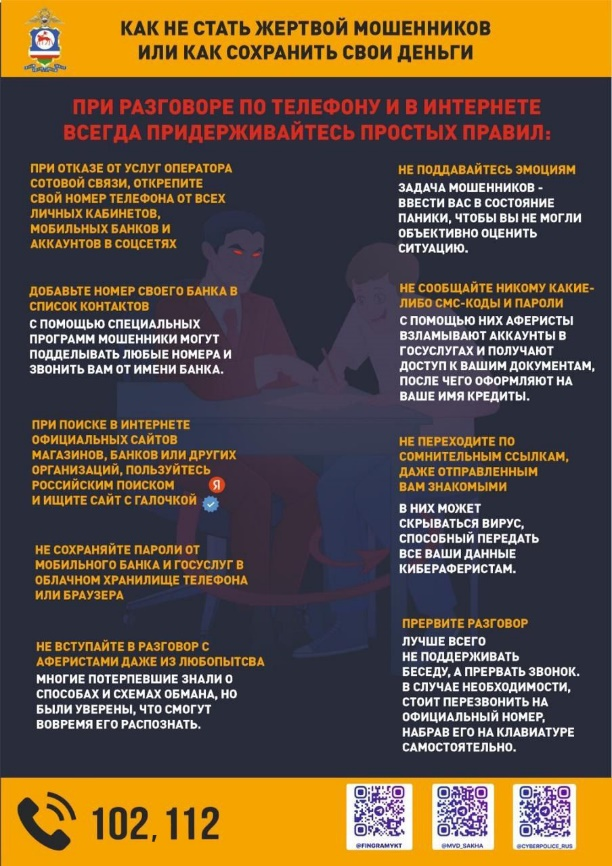 КАК НЕ СТАТЬ ЖЕРТВОЙ МОШЕННИКОВ
ИЛИ КАК СОХРАНИТЬ СВОИ ДЕНЬГИ
ПРИ РАЗГОВОРЕ ПО ТЕЛЕФОНУ И В ИНТЕРНЕТЕ
ВСЕГДА ПРИДЕРЖИВАЙТЕСЬ ПРОСТЫХ ПРАВИЛ:
ПРИ ОТКАЗЕ ОТ УСЛУГ ОПЕРАТОРА
СОТОВОЙ СВЯЗИ, ОТКРЕПИТЕ
СВОЙ НОМЕР ТЕЛЕФОНА ОТ ВСЕХ
ЛИЧНЫХ КАБИНЕТОВ,
МОБИЛЬНЫХ БАНКОВ И
АККАУНТОВ В СОЦСЕТЯХ
ДОБАВЬТЕ НОМЕР СВОЕГО БАНКА В
СПИСОК КОНТАКТОВ
С ПОМОЩЬЮ СПЕЦИАЛЬНЫХ
ПРОГРАММ МОШЕННИКИ МОГУТ
ПОДДЕЛЫВАТЬ ЛЮБЫЕ НОМЕРА И
ЗВОНИТЬ ВАМ ОТ ИМЕНИ БАНКА.
ПРИ ПОИСКЕ В ИНТЕРНЕТЕ
ОФИЦИАЛЬНЫХ САЙТОВ
МАГАЗИНОВ, БАНКОВ ИЛИ ДРУГИХ
ОРГАНИЗАЦИЙ, ПОЛЬЗУЙТЕСЬ
РОССИЙСКИМ ПОИСКОМ Я
И ИЩИТЕ САЙТ С ГАЛОЧКОЙ
НЕ СОХРАНЯЙТЕ ПАРОЛИ ОТ
МОБИЛЬНОГО БАНКА И ГОСУСЛУГ В
ОБЛАЧНОМ ХРАНИЛИЩЕ ТЕЛЕФОНА
ИЛИ БРАУЗЕРА
НЕ ВСТУПАЙТЕ В РАЗГОВОР С
АФЕРИСТАМИ ДАЖЕ ИЗ ЛЮБОПЫТСВА
МНОГИЕ ПОТЕРПЕВШИЕ ЗНАЛИ О
СПОСОБАХ И СХЕМАХ ОБМАНА, НО
БЫЛИ УВЕРЕНЫ, ЧТО СМОГУТ
ВОВРЕМЯ ЕГО РАСПОЗНАТЬ.
НЕ ПОДДАВАЙТЕСЬ ЭМОЦИЯМ
ЗАДАЧА МОШЕННИКОВ -
ВВЕСТИ ВАС В СОСТОЯНИЕ
ПАНИКИ, ЧТОБЫ ВЫ НЕ МОГЛИ
ОБЪЕКТИВНО ОЦЕНИТЬ
СИТУАЦИЮ.
НЕ СООБЩАЙТЕ НИКОМУ КАКИЕ-
ЛИБО СМС-КОДЫ И ПАРОЛИ
С ПОМОЩЬЮ НИХ АФЕРИСТЫ
ВЗЛАМЫВАЮТ АККАУНТЫ В
ГОСУСЛУГАХ И ПОЛУЧАЮТ
ДОСТУП К ВАШИМ ДОКУМЕНТАМ,
ПОСЛЕ ЧЕГО ОФОРМЛЯЮТ НА
ВАШЕ ИМЯ КРЕДИТЫ.
НЕ ПЕРЕХОДИТЕ ПО
СОМНИТЕЛЬНЫМ ССЫЛКАМ,
ДАЖЕ ОТПРАВЛЕННЫМ
ВАМ ЗНАКОМЫМИ
В НИХ МОЖЕТ
СКРЫВАТЬСЯ ВИРУС,
СПОСОБНЫЙ ПЕРЕДАТЬ
ВСЕ ВАШИ ДАННЫЕ
КИБЕРАФЕРИСТАМ.
ПРЕРВИТЕ РАЗГОВОР
ЛУЧШЕ ВСЕГО
НЕ ПОДДЕРЖИВАТЬ
БЕСЕДУ, А ПРЕРВАТЬ ЗВОНОК.
В СЛУЧАЕ НЕОБХОДИМОСТИ,
СТОИТ ПЕРЕЗВОНИТЬ НА
ОФИЦИАЛЬНЫЙ НОМЕР,
НАБРАВ ЕГО НА КЛАВИАТУРЕ
САМОСТОЯТЕЛЬНО.
102, 112
@FINGRAMYKT
@MVD_SAKHA
@CYBERPOLICE_RUS